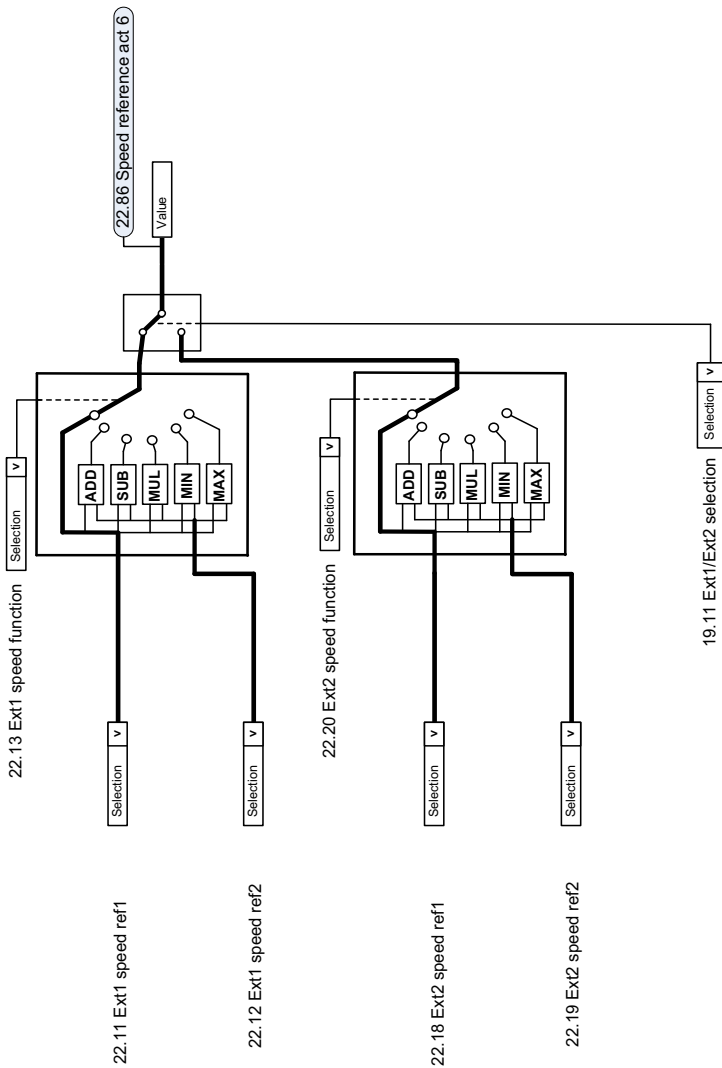 22.86 Speed reference act 6
Value
22.13 Ext1 speed function
Selection v
ADD
SUB
MUL
MIN
MAX
22.11 Ext1 speed ref1
Selection v
22.12 Ext1 speed ref2
Selection v
22.20 Ext2 speed function
Selection v
ADD
SUB
MUL
MIN
MAX
22.18 Ext2 speed ref1
Selection v
22.19 Ext2 speed ref2
Selection v
19.11 Ext1/Ext2 selection
Selection v